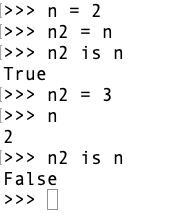 >>> n = 2
>>> n2 = n
>>> n2 is n
True
>>> n2 = 3
>>> n
2
>>> n2 is n
False
>>>